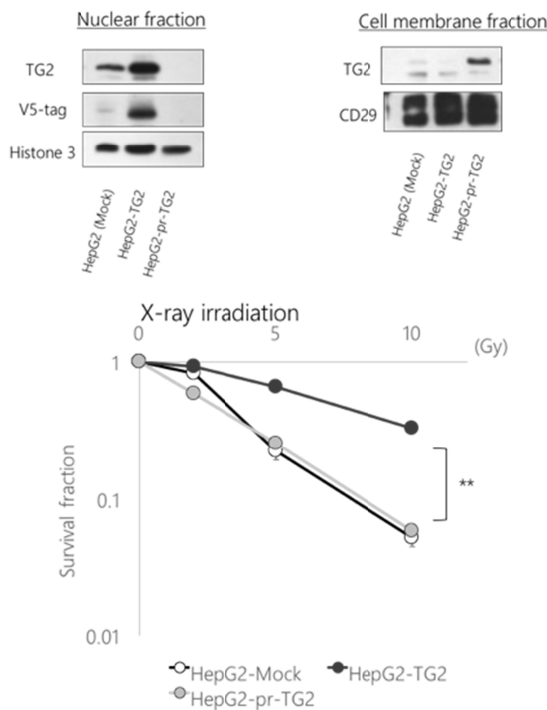 Nuclear fraction
Cell membrane fraction
TG2
V5-tag
Histone 3
TG2
CD29
HepG2 (Mock)
HepG2-TG2
HepG2-pr-TG2
HepG2 (Mock)
HepG2-TG2
HepG2-pr-TG2
X-ray irradiation
0 5 10 (Gy)
1
0.1
0.01
Survival fraction
**
HepG2-Mock HepG2-TG2
HepG2-pr-TG2